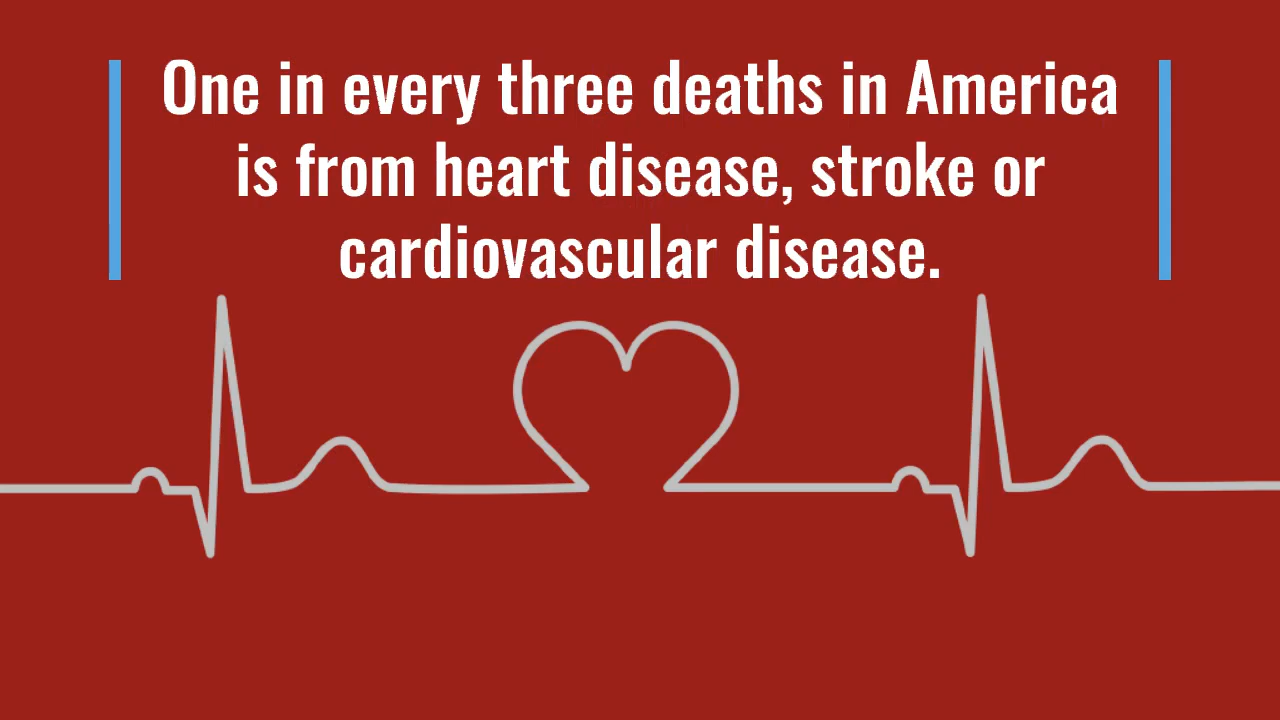 One in every three deaths in America
is from heart disease, stroke or
cardiovascular disease.